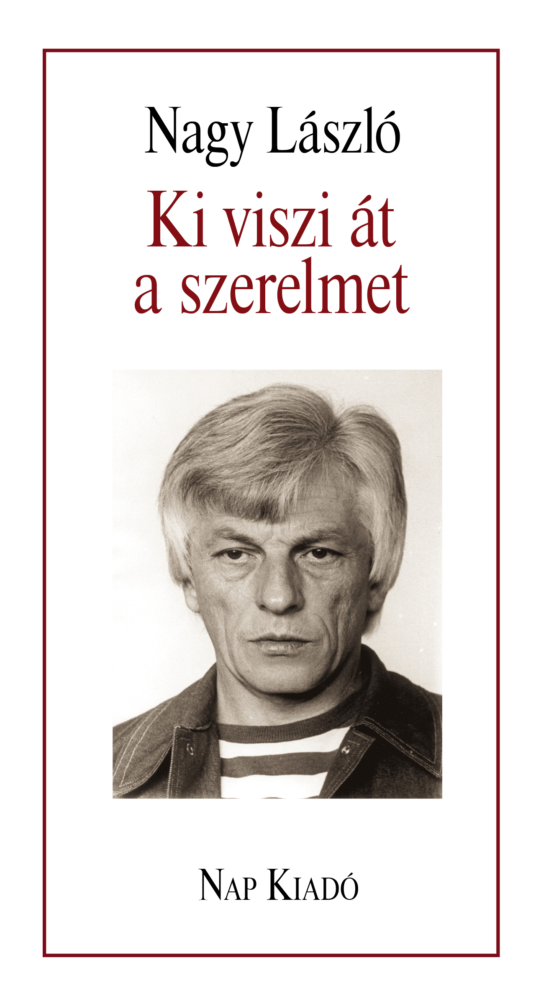 Nagy László
Ki viszi át
a szerelmet
NAP KIADÓ